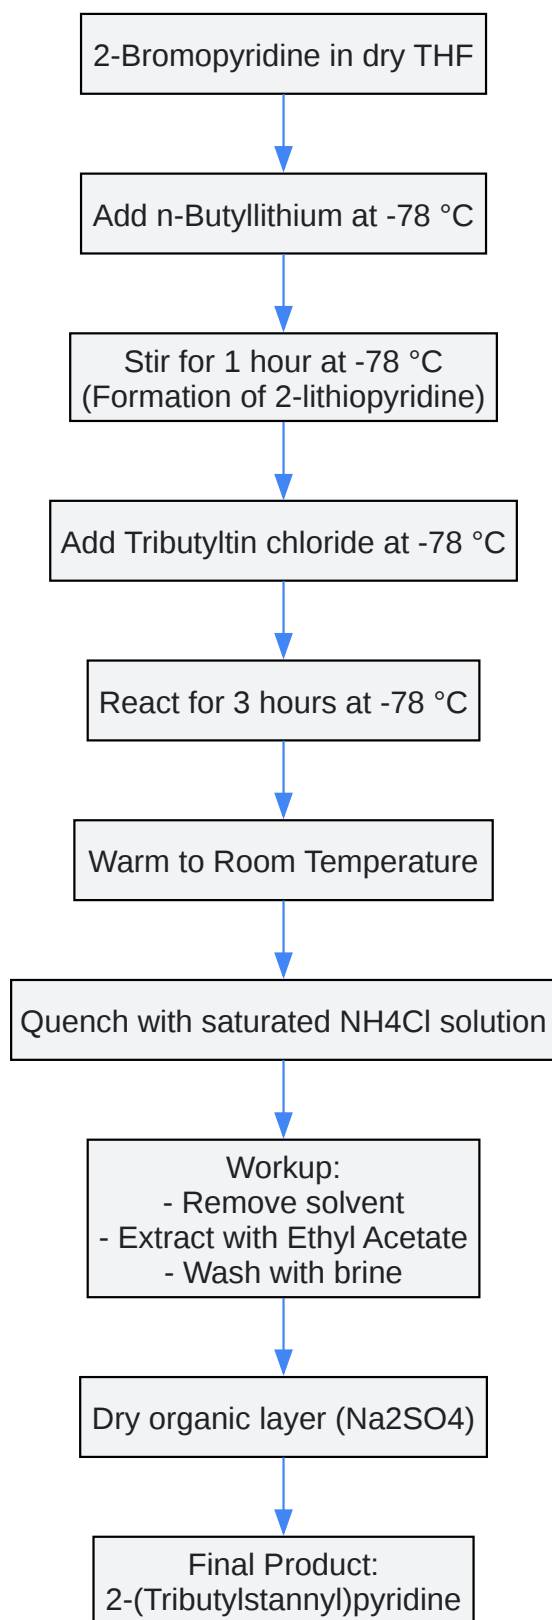 2-Bromopyridine in dry THF
Add n-Butyllithium at -78 °C
Stir for 1 hour at -78 °C
(Formation of 2-lithiopyridine)
Add Tributyltin chloride at -78 °C
React for 3 hours at -78 °C
Warm to Room Temperature
Quench with saturated NH4Cl solution
Workup:
- Remove solvent
- Extract with Ethyl Acetate
- Wash with brine
Dry organic layer (Na2SO4)
Final Product:
2-(Tributylstannyl)pyridine